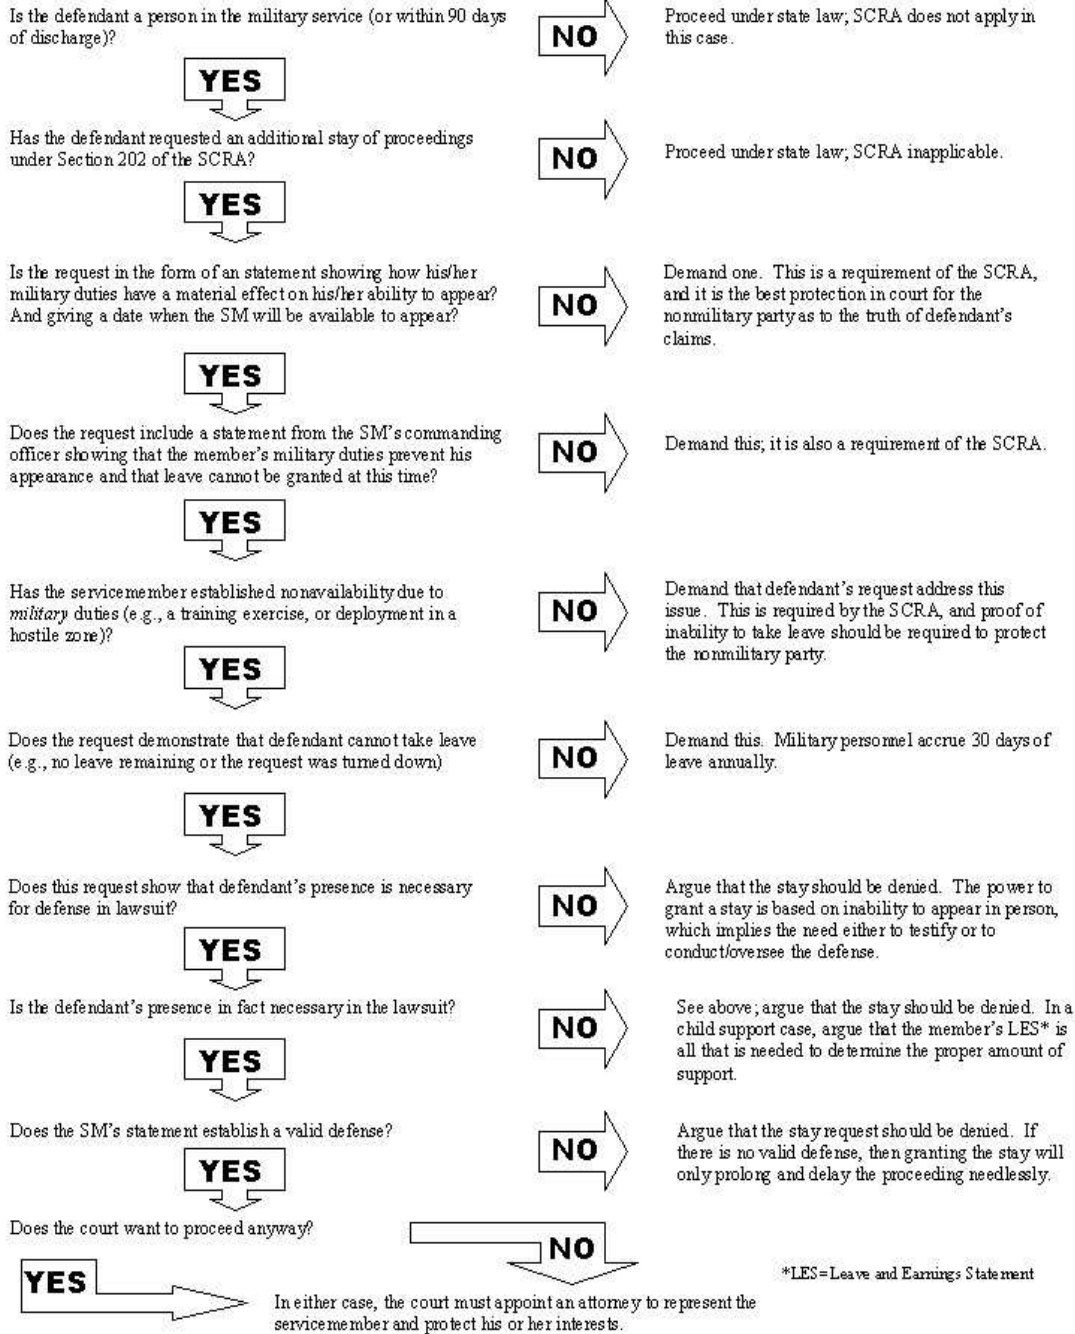 Is the defendant a person in the military service (or within 90 days
of discharge)?
NO
Proceed under state law; SCRA does not apply in
this case.
YES
Has the defendant requested an additional stay of proceedings
under Section 202 of the SCRA?
NO
Proceed under state law; SCRA inapplicable.
YES
Is the request in the form of an statement showing how his/her
military duties have a material effect on his/her ability to appear?
And giving a date when the SM will be available to appear?
NO
Demand one. This is a requirement of the SCRA,
and it is the best protection in court for the
nonmilitary party as to the truth of defendant's
claims.
YES
Does the request include a statement from the SM's commanding
officer showing that the member's military duties prevent his
appearance and that leave cannot be granted at this time?
NO
Demand this; it is also a requirement of the SCRA.
YES
Has the servicemember established nonavailability due to
military duties (e.g., a training exercise, or deployment in a
hostile zone)?
NO
Demand that defendant's request address this
issue. This is required by the SCRA, and proof of
inability to take leave should be required to protect
the nonmilitary party.
YES
Does the request demonstrate that defendant cannot take leave
(e.g., no leave remaining or the request was turned down)
NO
Demand this. Military personnel accrue 30 days of
leave annually.
YES
Does this request show that defendant's presence is necessary
for defense in lawsuit?
NO
Argue that the stay should be denied. The power to
grant a stay is based on inability to appear in person,
which implies the need either to testify or to
conduct/oversee the defense.
YES
Is the defendant's presence in fact necessary in the lawsuit?
NO
See above; argue that the stay should be denied. In a
child support case, argue that the member's LES* is
all that is needed to determine the proper amount of
support.
YES
Does the SM's statement establish a valid defense?
NO
Argue that the stay request should be denied. If
there is no valid defense, then granting the stay will
only prolong and delay the proceeding needlessly.
YES
Does the court want to proceed anyway?
NO
*LES=Leave and Earnings Statement
YES
In either case, the court must appoint an attorney to represent the
servicemember and protect his or her interests.